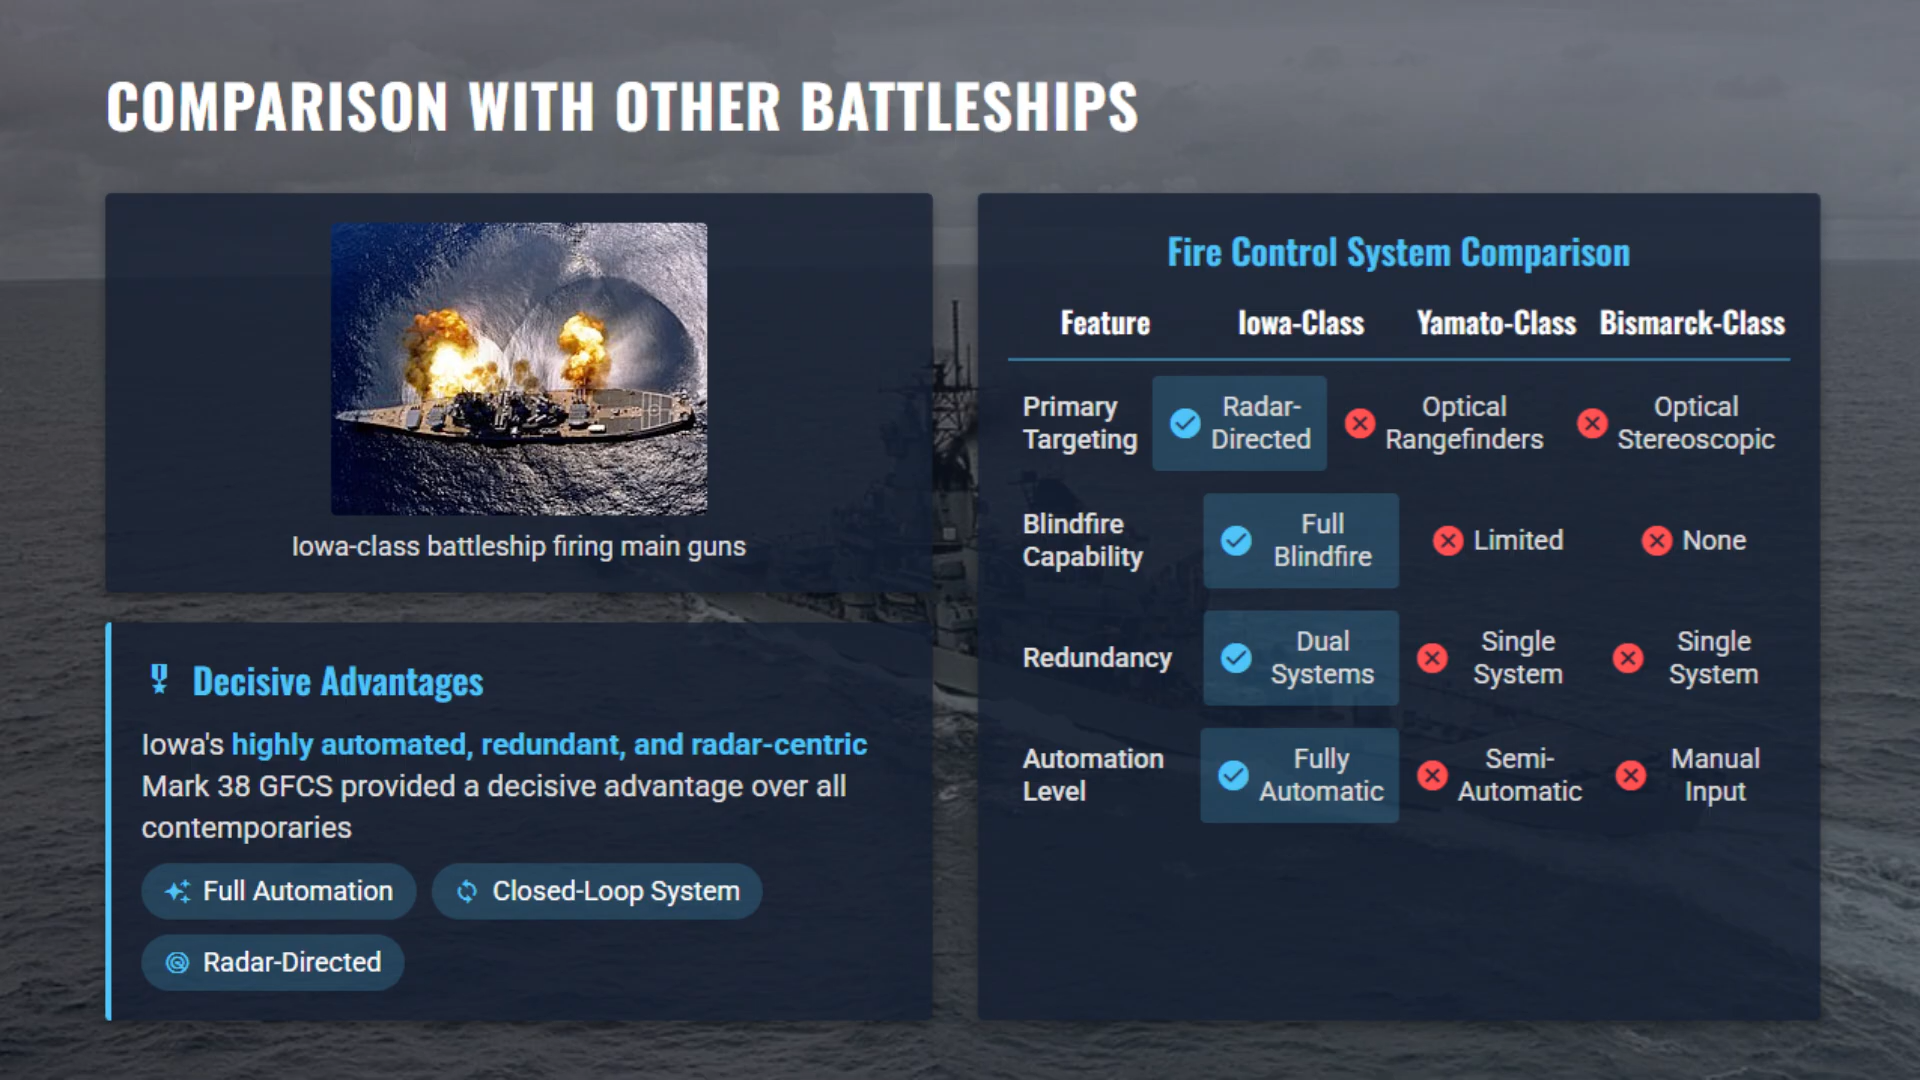 COMPARISON WITH OTHER BATTLESHIPS
Iowa-class battleship firing main guns
Decisive Advantages
Iowa's highly automated, redundant, and radar-centric
Mark 38 GFCS provided a decisive advantage over all
contemporaries
Full Automation
Closed-Loop System
Radar-Directed
Fire Control System Comparison
Feature Iowa-Class Yamato-Class Bismarck-Class
Primary
Targeting
Radar-
Directed
Optical
Rangefinders
Optical
Stereoscopic
Blindfire
Capability
Full
Blindfire
Limited
None
Redundancy
Dual
Systems
Single
System
Single
System
Automation
Level
Fully
Automatic
Semi-
Automatic
Manual
Input